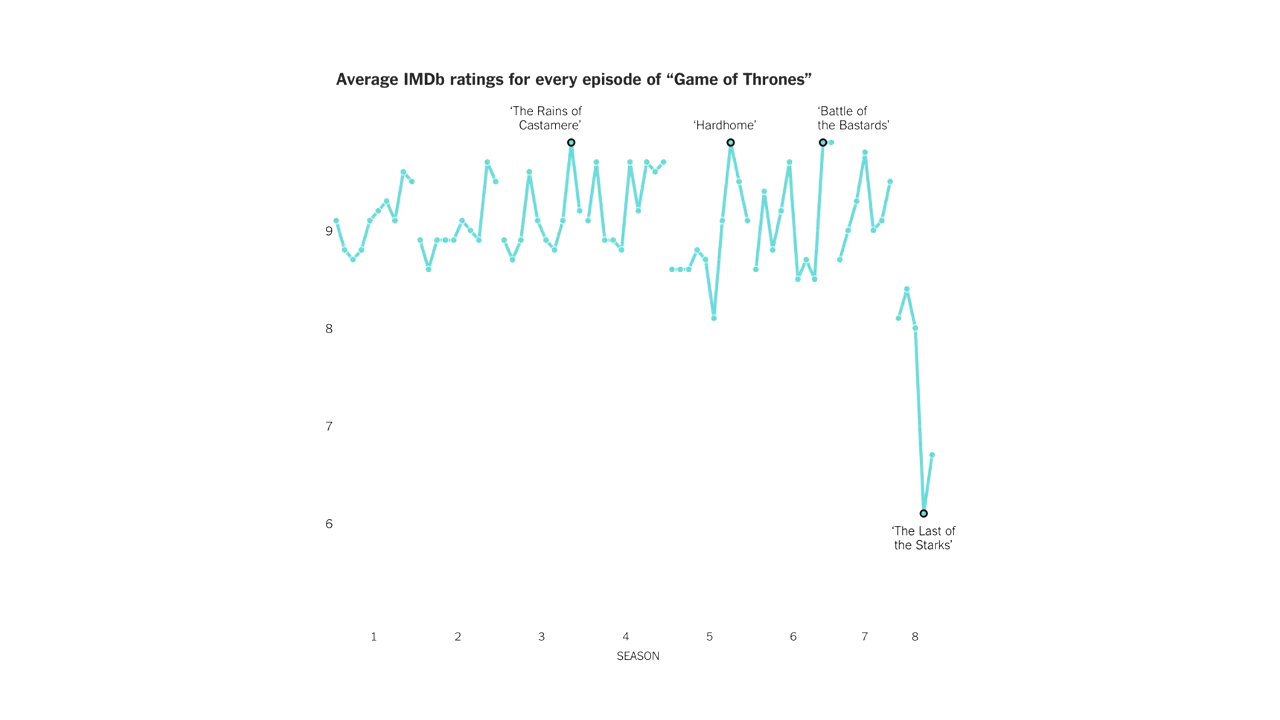 Average IMDb ratings for every episode of “Game of Thrones”
‘The Rains of
Castamere’
‘Hardhome’
‘Battle of
the Bastards’
9
8
7
6
‘The Last of
the Starks’
1 2 3 4 5 6 7 8
SEASON